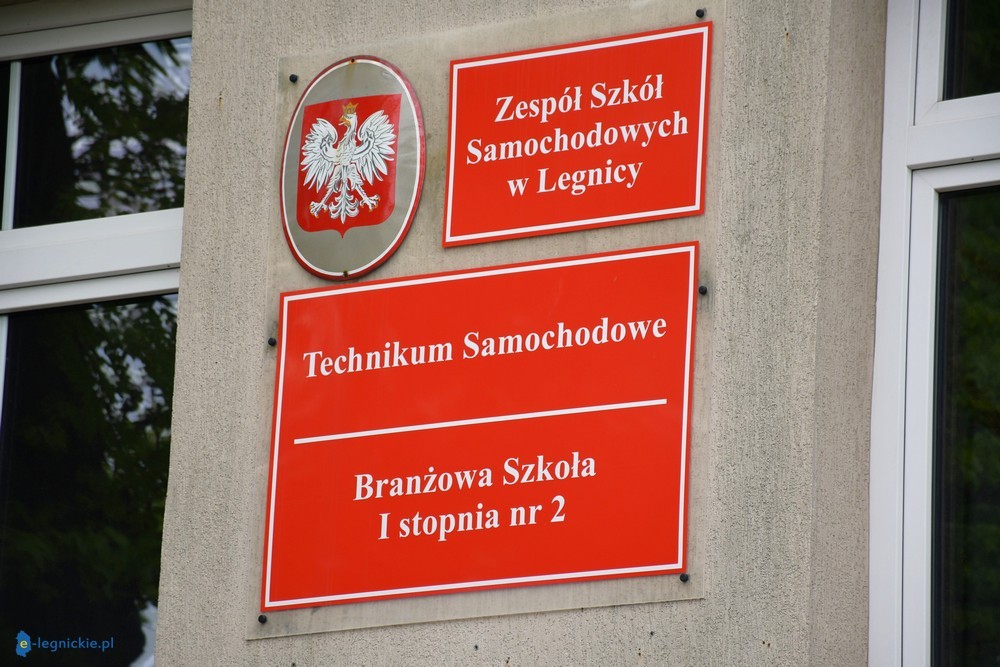 Zespół Szkół
Samochodowych
w Legnicy
Technikum Samochodowe
Branżowa Szkoła
I stopnia nr 2
e-legnickie.pl